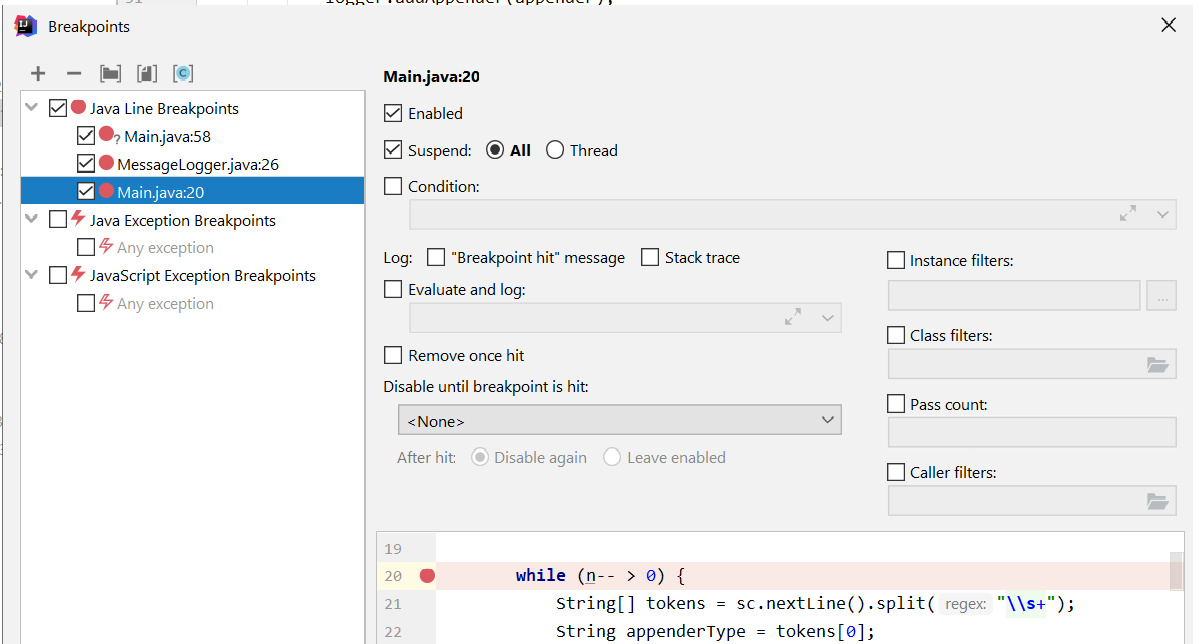 31 logger.addAppender(appender);
Breakpoints
Main.java:20
Enabled
Suspend: All Thread
Condition:
Java Line Breakpoints
? Main.java:58
MessageLogger.java:26
Main.java:20
Java Exception Breakpoints
Any exception
JavaScript Exception Breakpoints
Any exception
Log: "Breakpoint hit" message Stack trace
Evaluate and log:
Remove once hit
Disable until breakpoint is hit:
<None>
After hit: Disable again Leave enabled
Instance filters:
...
Class filters:
Pass count:
Caller filters:
19
20 while (n-- > 0) {
21 String[] tokens = sc.nextLine().split( regex: "\\s+");
22 String appenderType = tokens[0];